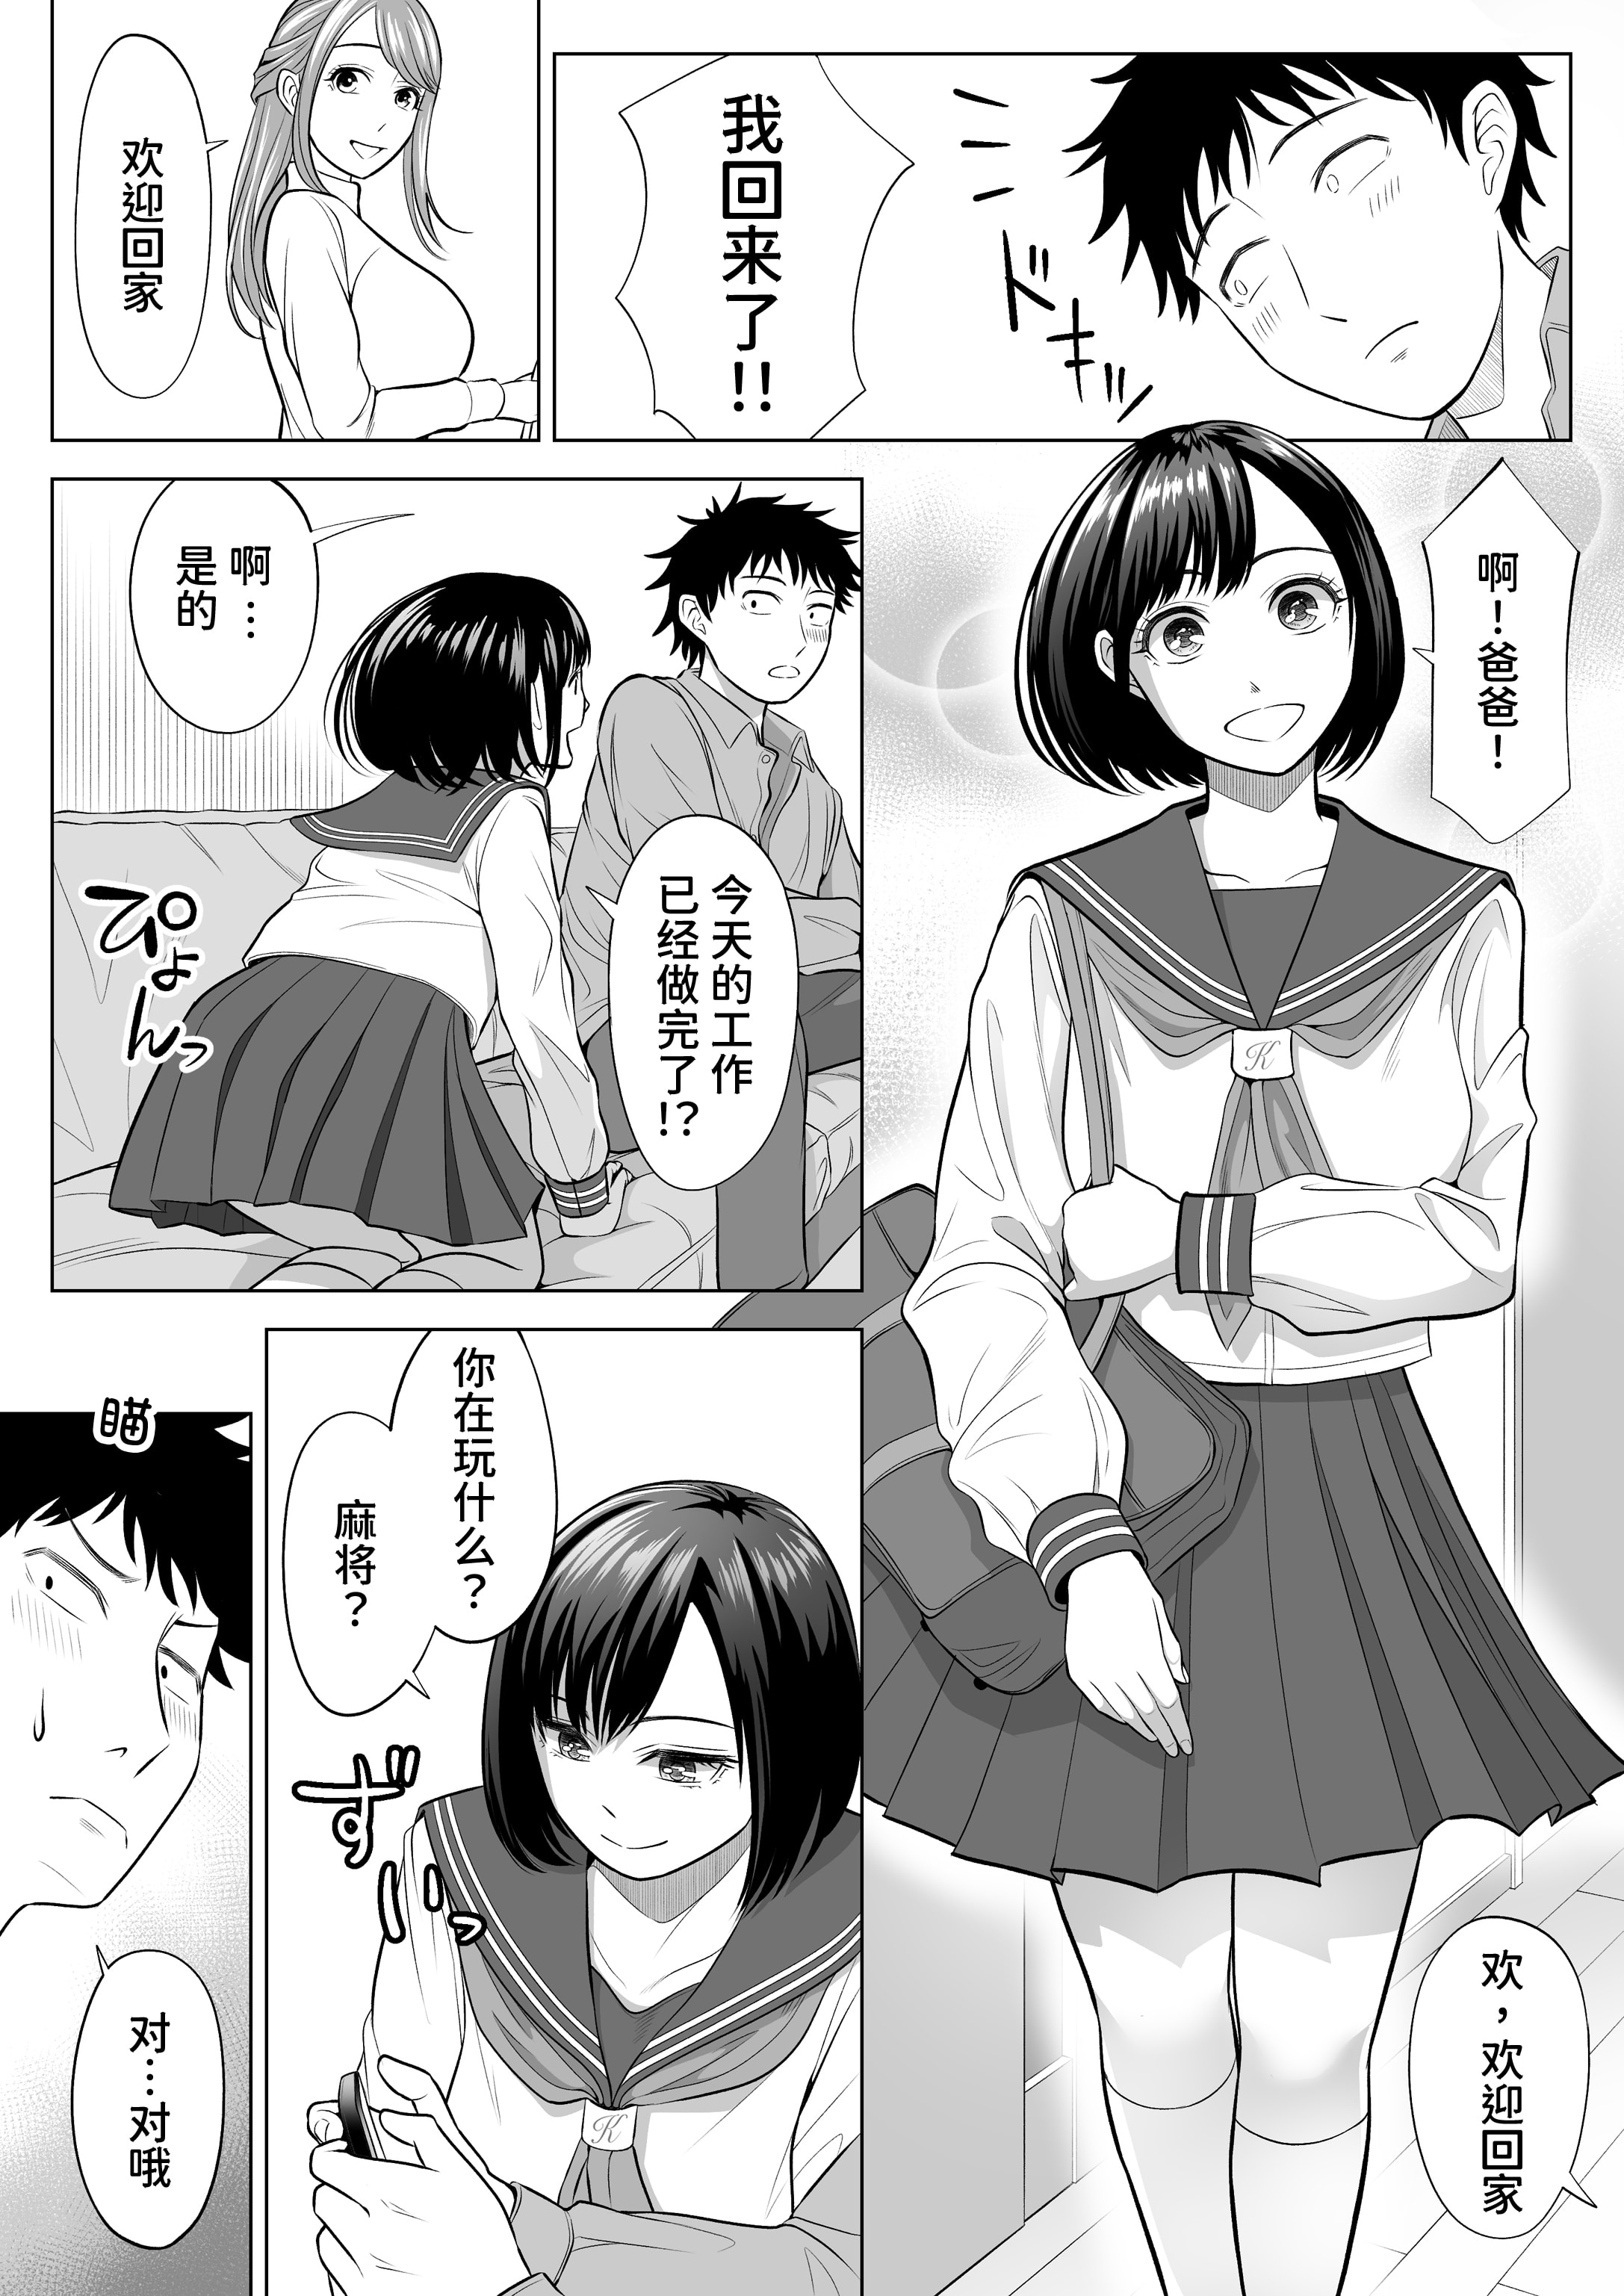 我回来了!!
ドキッ
欢迎回家
啊！爸爸！
欢，欢迎回家
K
今天的工作
已经做完了!?
啊…
是的
ぴょんっ
你在玩什么？
麻将？
ずいっ
K
瞄
对…对哦